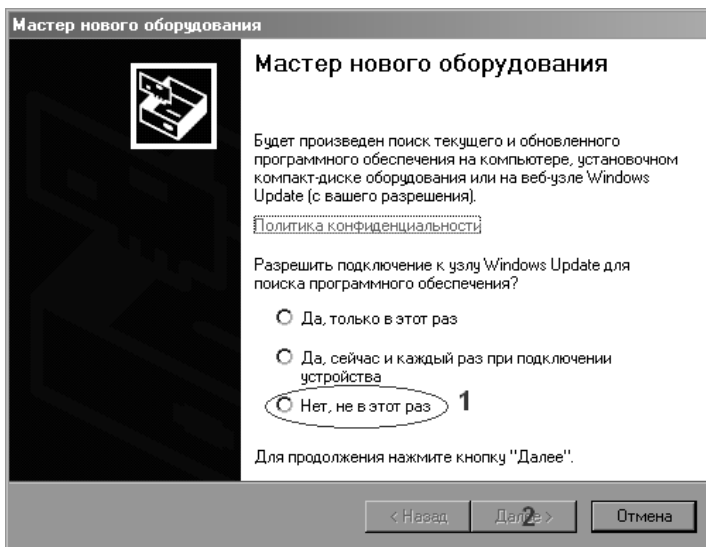 Мастер нового оборудования
Мастер нового оборудования
Будет произведен поиск текущего и обновленного
программного обеспечения на компьютере, установочном
компакт-диске оборудования или на веб-узле Windows
Update (с вашего разрешения).
Политика конфиденциальности
Разрешить подключение к узлу Windows Update для
поиска программного обеспечения?
Да, только в этот раз
Да, сейчас и каждый раз при подключении
устройства
Нет, не в этот раз 1
Для продолжения нажмите кнопку "Далее".
< Назад Далее > 2 Отмена